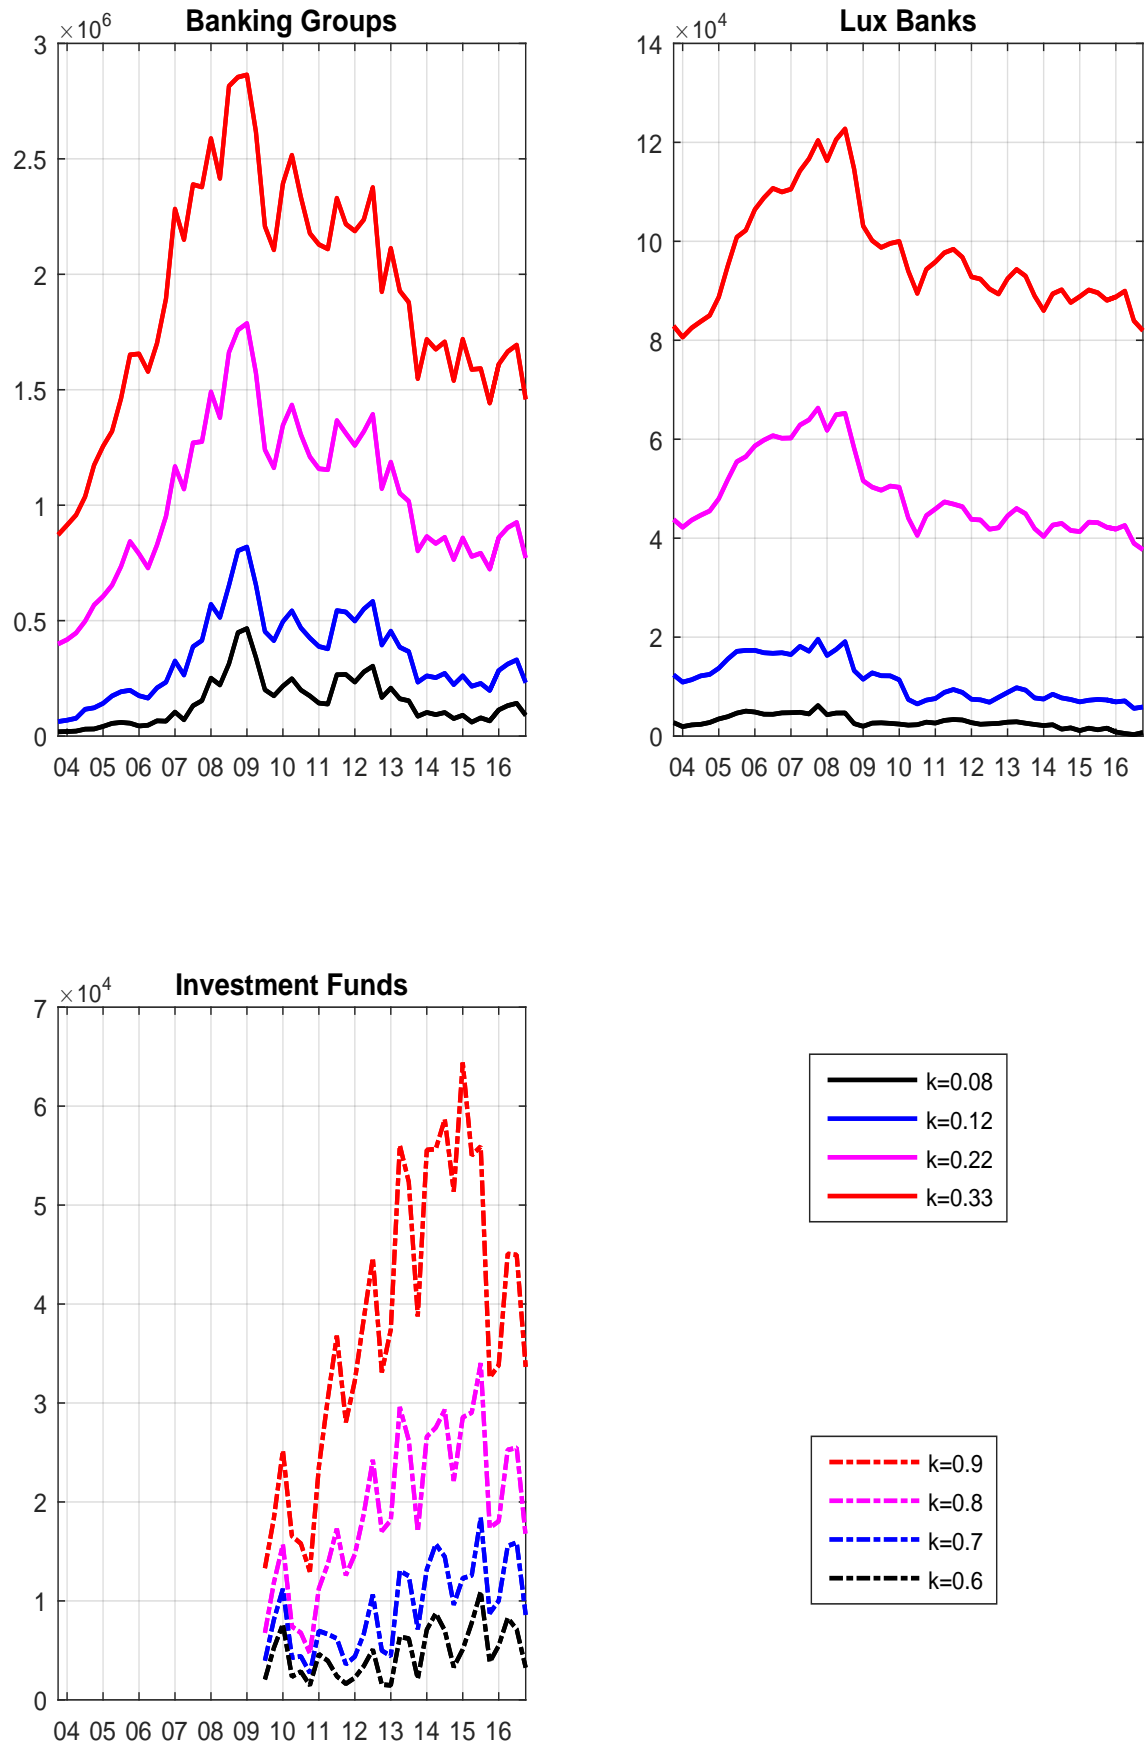 Banking Groups
×10^6
3
2.5
2
1.5
1
0.5
0
04 05 06 07 08 09 10 11 12 13 14 15 16
Lux Banks
×10^4
14
12
10
8
6
4
2
0
04 05 06 07 08 09 10 11 12 13 14 15 16
Investment Funds
×10^4
7
6
5
4
3
2
1
0
04 05 06 07 08 09 10 11 12 13 14 15 16
k=0.08
k=0.12
k=0.22
k=0.33
k=0.9
k=0.8
k=0.7
k=0.6